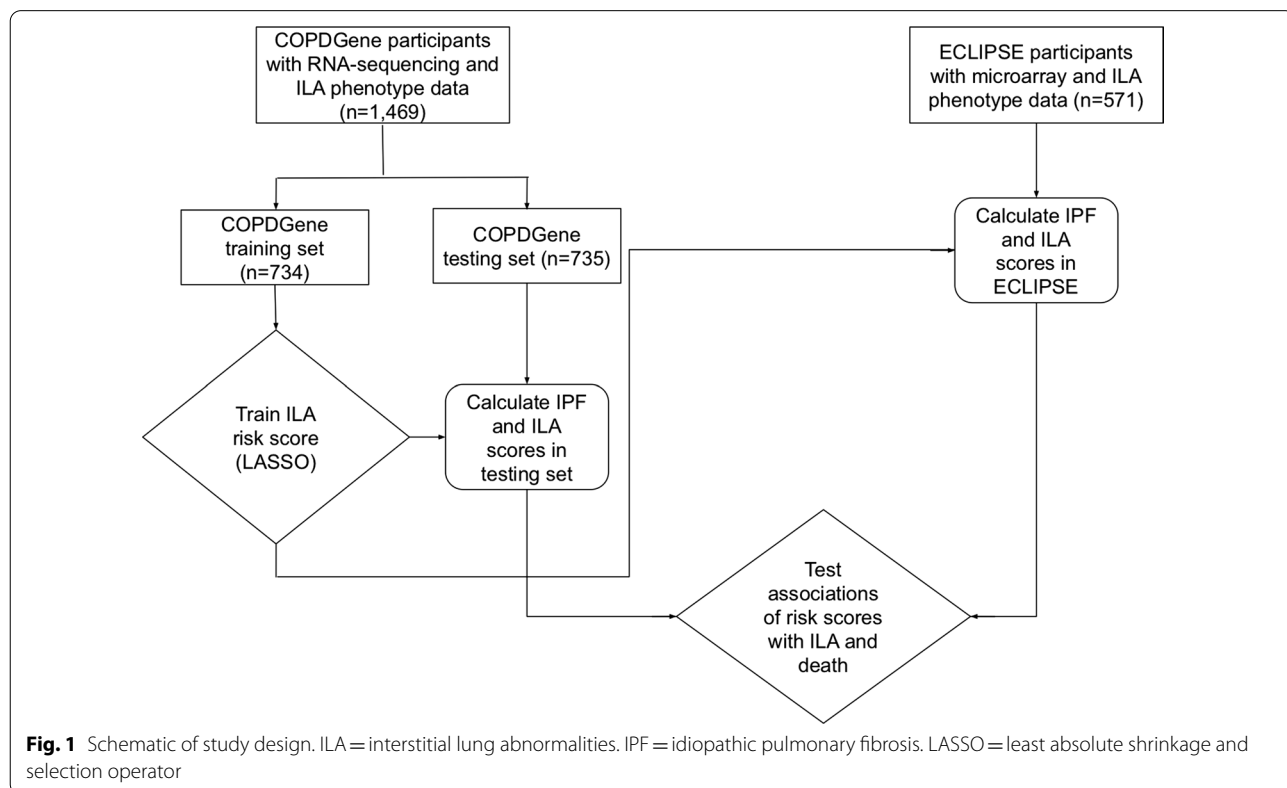 COPDGene participants
with RNA-sequencing and
ILA phenotype data
(n=1,469)
ECLIPSE participants
with microarray and ILA
phenotype data (n=571)
COPDGene
training set
(n=734)
COPDGene
testing set (n=735)
Calculate IPF
and ILA
scores in
ECLIPSE
Train ILA
risk score
(LASSO)
Calculate IPF
and ILA
scores in
testing set
Test
associations
of risk scores
with ILA and
death
Fig. 1 Schematic of study design. ILA = interstitial lung abnormalities. IPF = idiopathic pulmonary fibrosis. LASSO = least absolute shrinkage and
selection operator